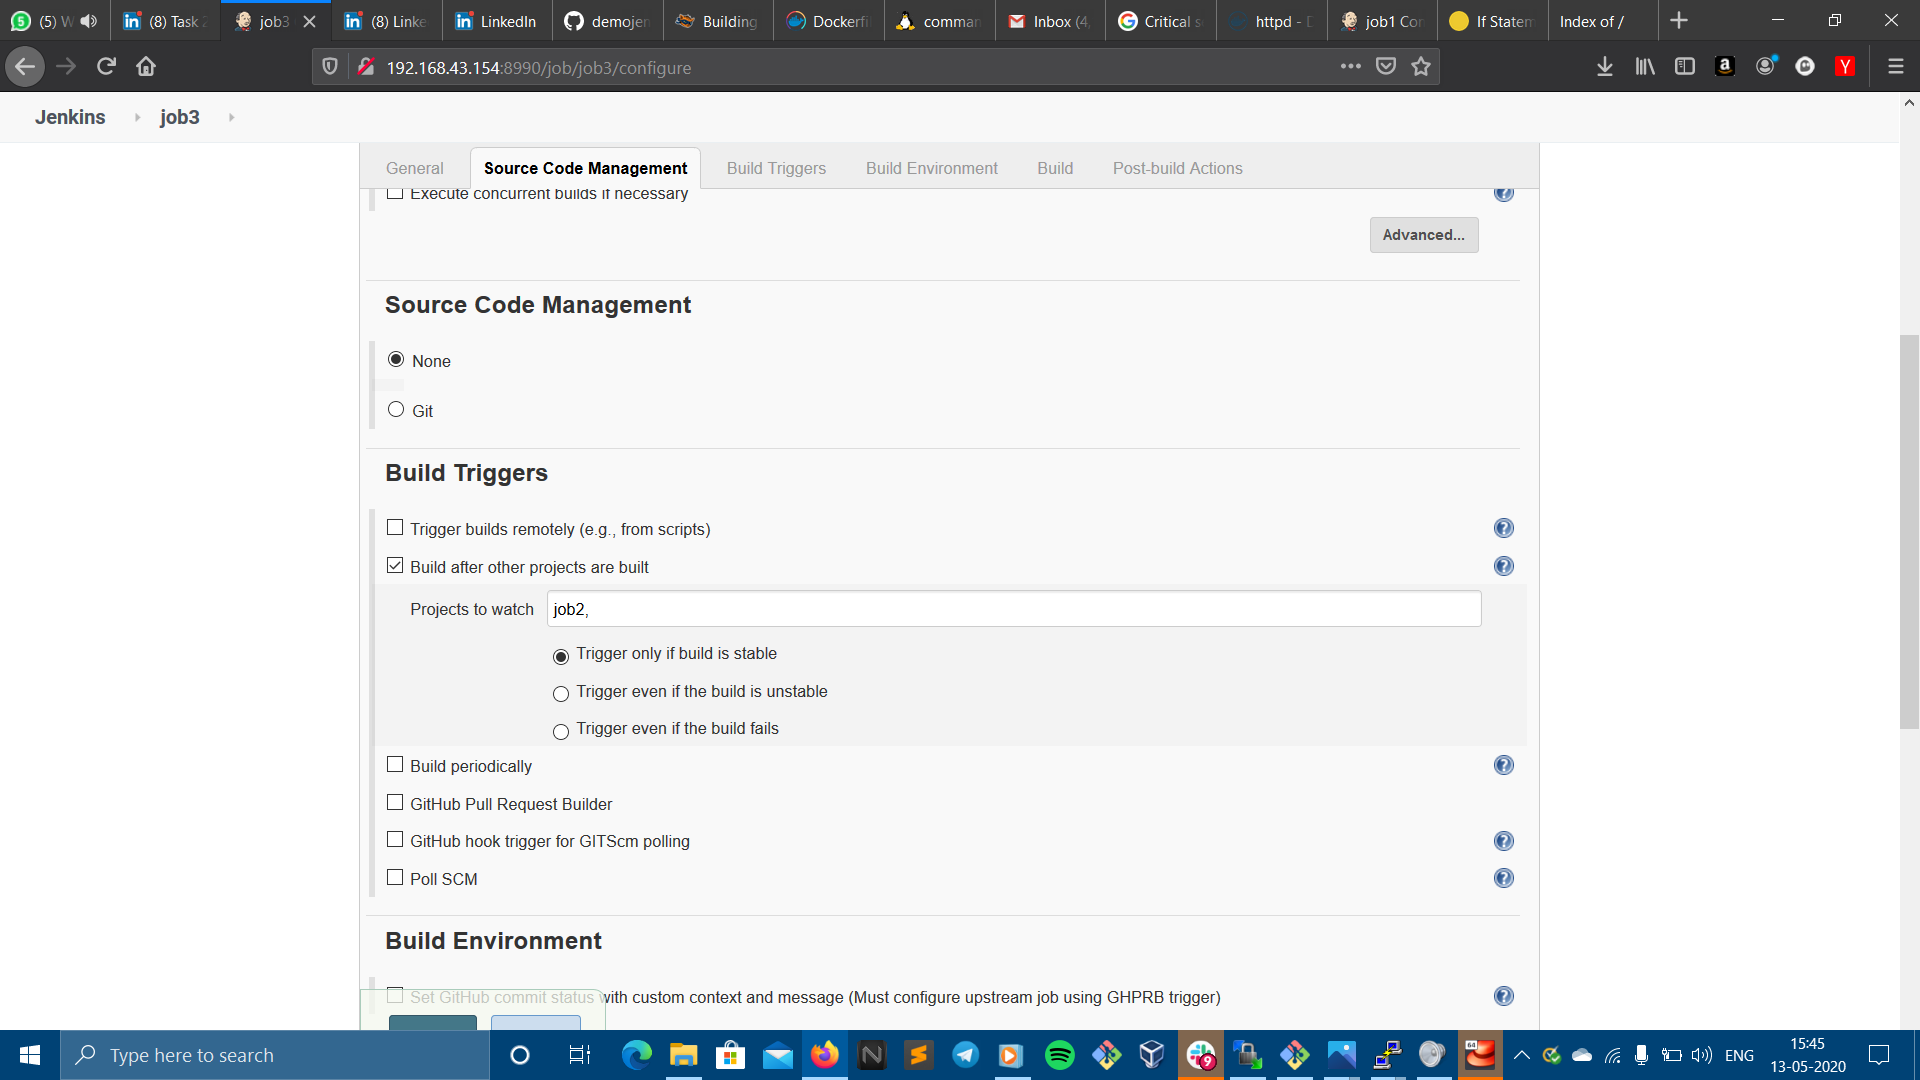 (5) W
(8) Task 2
job3
(8) Linke
LinkedIn
demojen
Building
Dockerfi
comman
Inbox (4,
Critical s
httpd - D
job1 Con
If Statem
Index of /
192.168.43.154:8990/job/job3/configure
Jenkins
job3
General
Source Code Management
Build Triggers
Build Environment
Build
Post-build Actions
Execute concurrent builds if necessary
Advanced...
Source Code Management
None
Git
Build Triggers
Trigger builds remotely (e.g., from scripts)
Build after other projects are built
Projects to watch
job2,
Trigger only if build is stable
Trigger even if the build is unstable
Trigger even if the build fails
Build periodically
GitHub Pull Request Builder
GitHub hook trigger for GITScm polling
Poll SCM
Build Environment
Set GitHub commit status with custom context and message (Must configure upstream job using GHPRB trigger)
Type here to search
9
64
ENG
15:45
13-05-2020